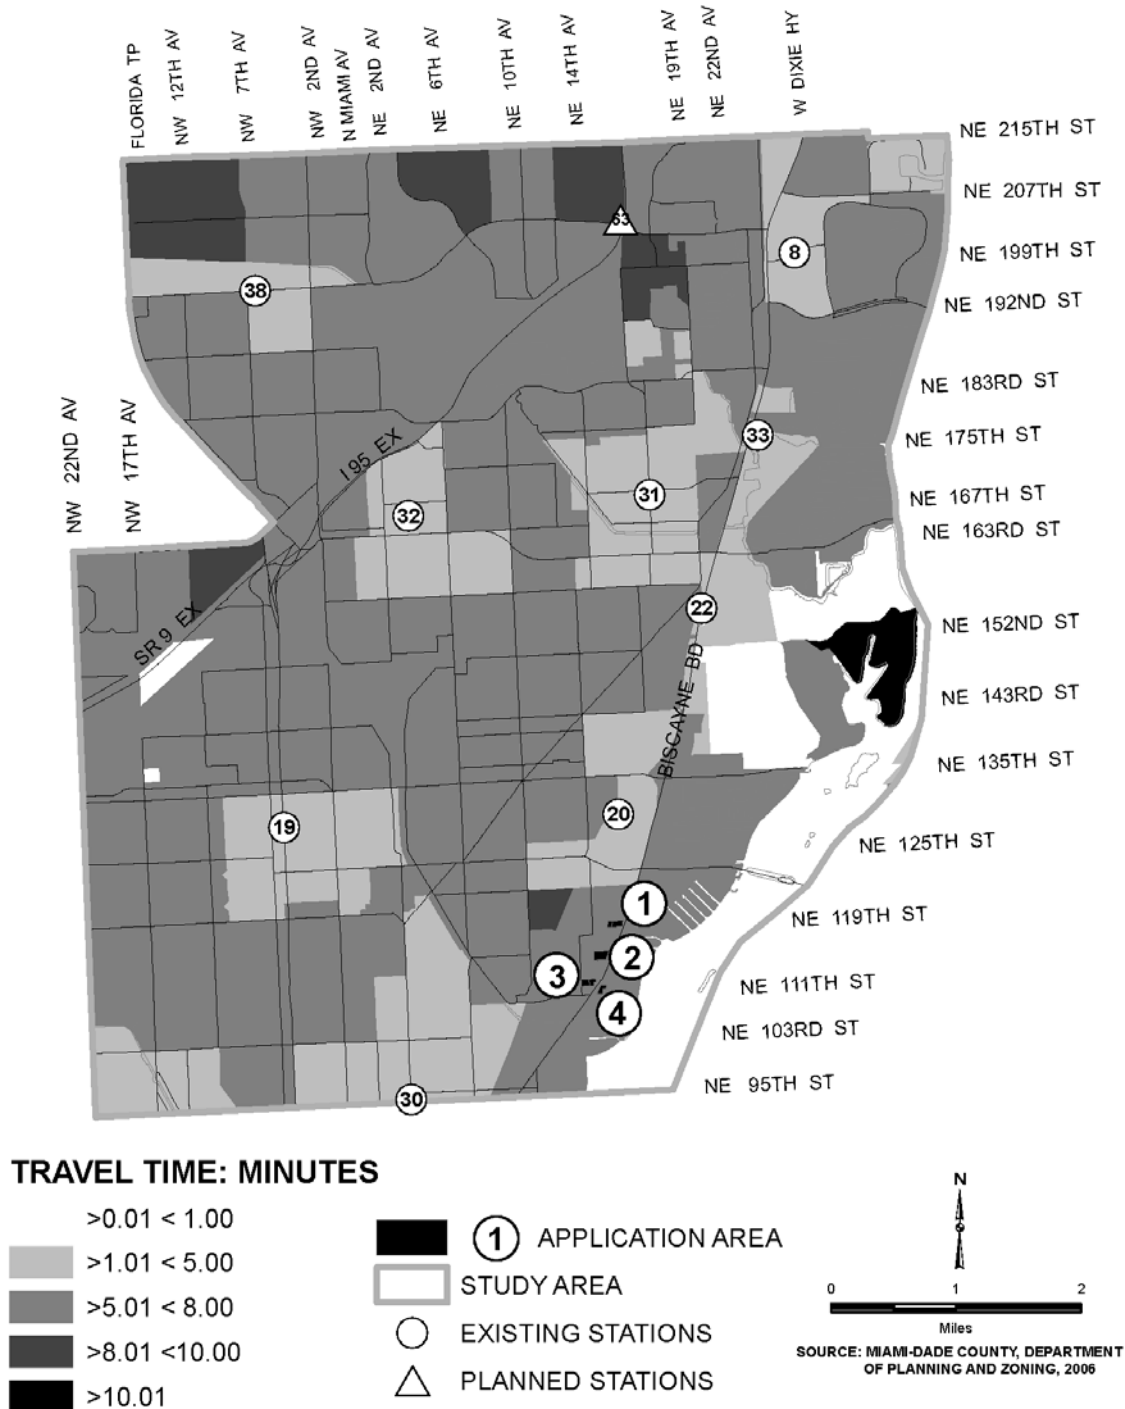 FLORIDA TP
NW 12TH AV
NW 7TH AV
NW 2ND AV
N MIAMI AV
NE 2ND AV
NE 6TH AV
NE 10TH AV
NE 14TH AV
NE 19TH AV
NE 22ND AV
W DIXIE HY
NE 215TH ST
NE 207TH ST
63
8
NE 199TH ST
38
NE 192ND ST
NE 183RD ST
NW 22ND AV
NW 17TH AV
I 95 EX
33
NE 175TH ST
31
NE 167TH ST
32
NE 163RD ST
22
SR 9 EX
NE 152ND ST
BISCAYNE BD
NE 143RD ST
NE 135TH ST
20
19
NE 125TH ST
1
NE 119TH ST
2
3
NE 111TH ST
4
NE 103RD ST
NE 95TH ST
30
TRAVEL TIME: MINUTES
>0.01 < 1.00
>1.01 < 5.00
>5.01 < 8.00
>8.01 <10.00
>10.01
1 APPLICATION AREA
STUDY AREA
EXISTING STATIONS
PLANNED STATIONS
N
0 1 2
Miles
SOURCE: MIAMI-DADE COUNTY, DEPARTMENT
OF PLANNING AND ZONING, 2006